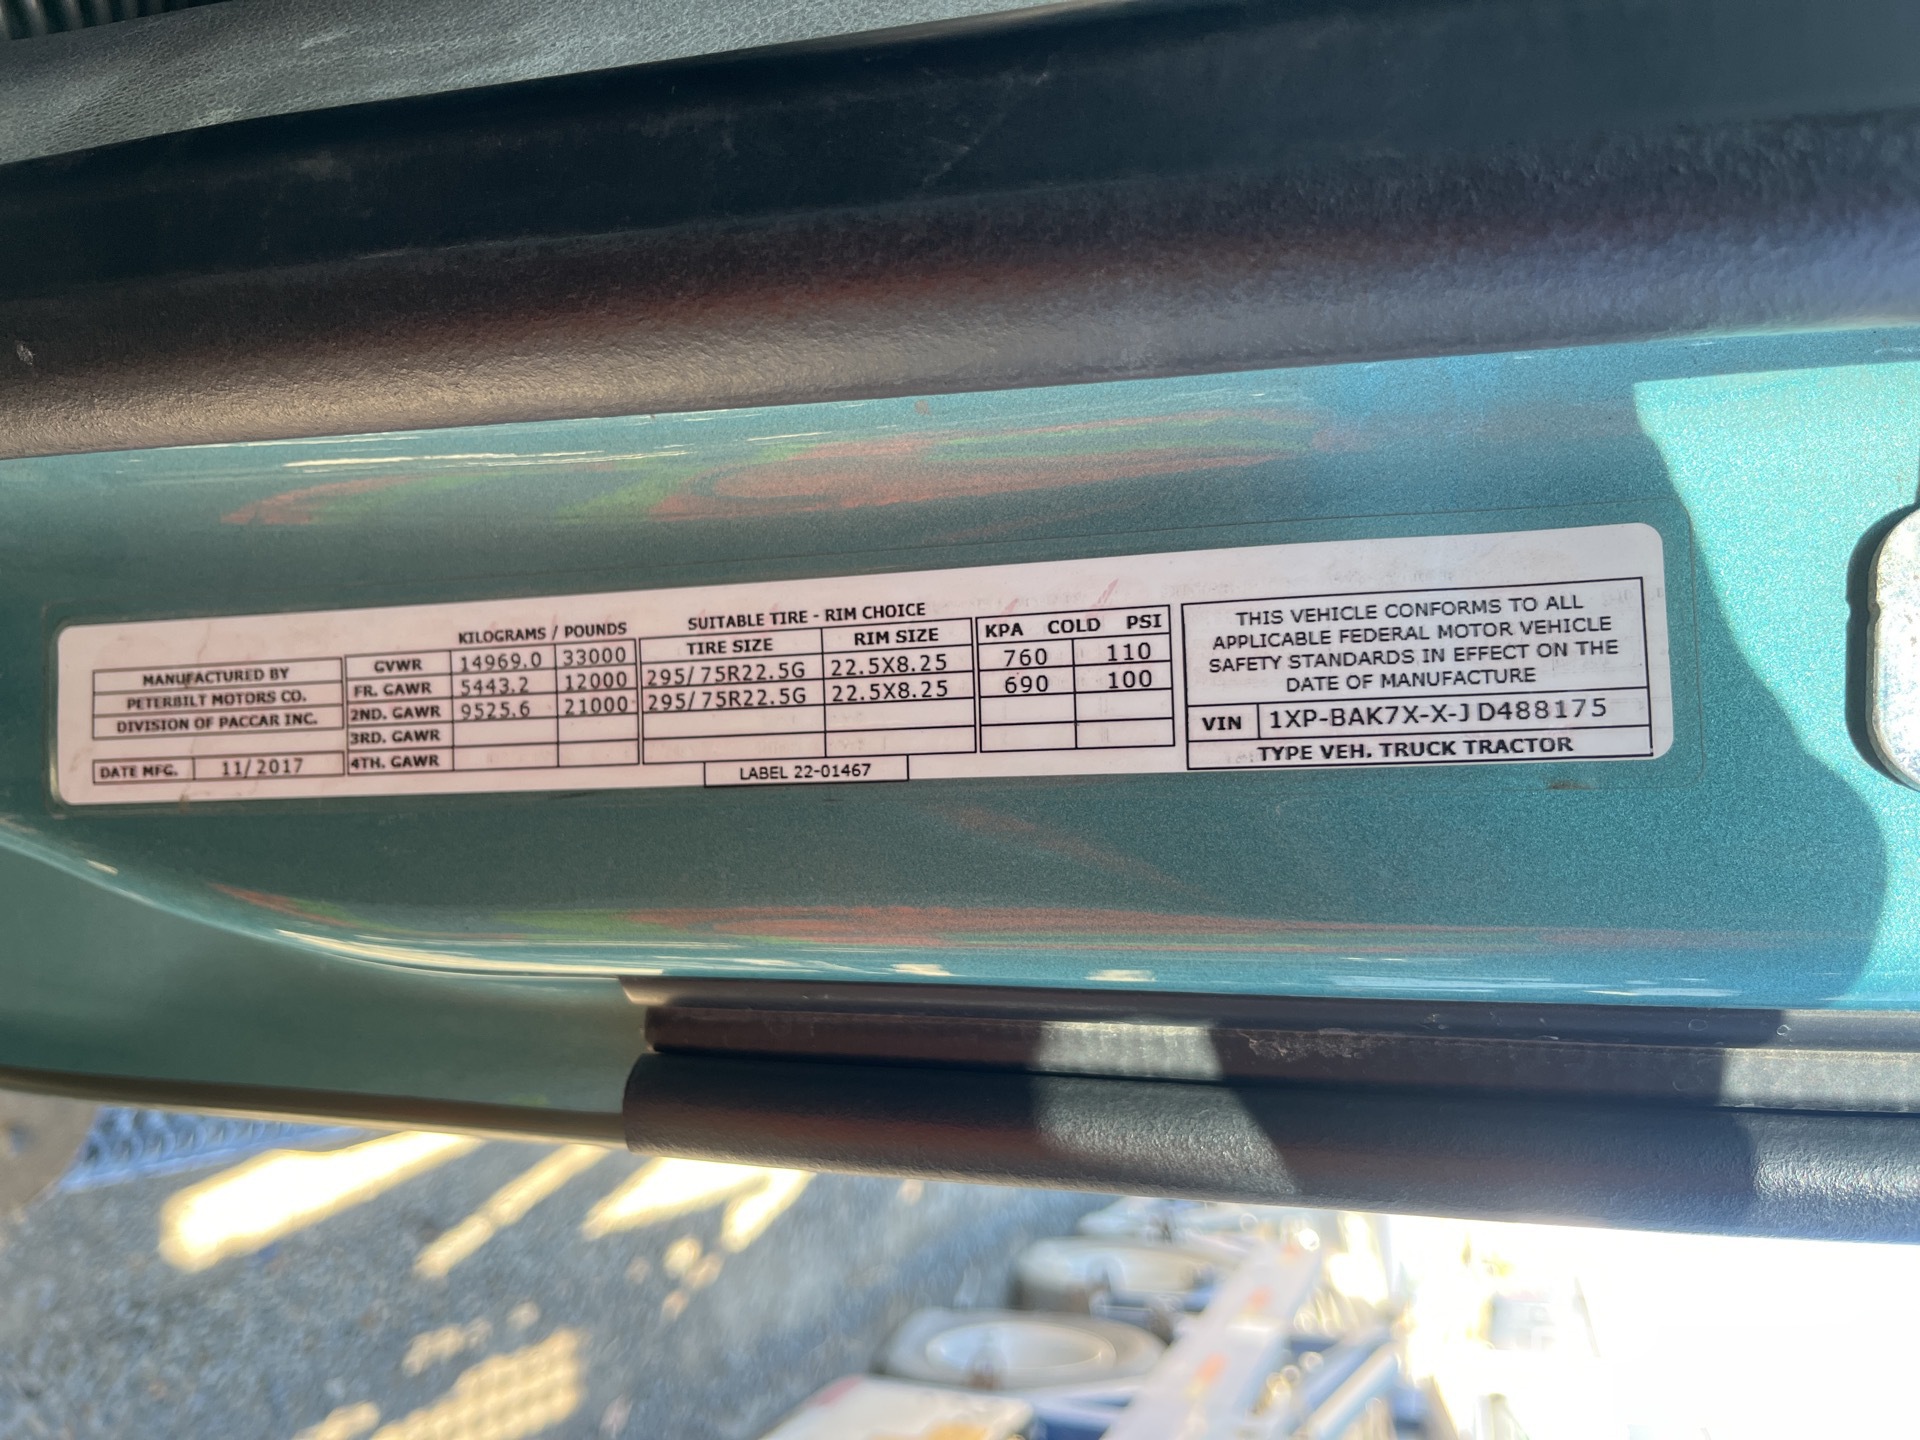 MANUFACTURED BY
PETERBILT MOTORS CO.
DIVISION OF PACCAR INC.
DATE MFG. 11/2017
KILOGRAMS / POUNDS
GVWR 14969.0 33000
FR. GAWR 5443.2 12000
2ND. GAWR 9525.6 21000
3RD. GAWR
4TH. GAWR
SUITABLE TIRE - RIM CHOICE
TIRE SIZE RIM SIZE
295/75R22.5G 22.5X8.25
295/75R22.5G 22.5X8.25
KPA COLD PSI
760 110
690 100
LABEL 22-01467
THIS VEHICLE CONFORMS TO ALL
APPLICABLE FEDERAL MOTOR VEHICLE
SAFETY STANDARDS IN EFFECT ON THE
DATE OF MANUFACTURE
VIN 1XP-BAK7X-X-JD488175
TYPE VEH. TRUCK TRACTOR